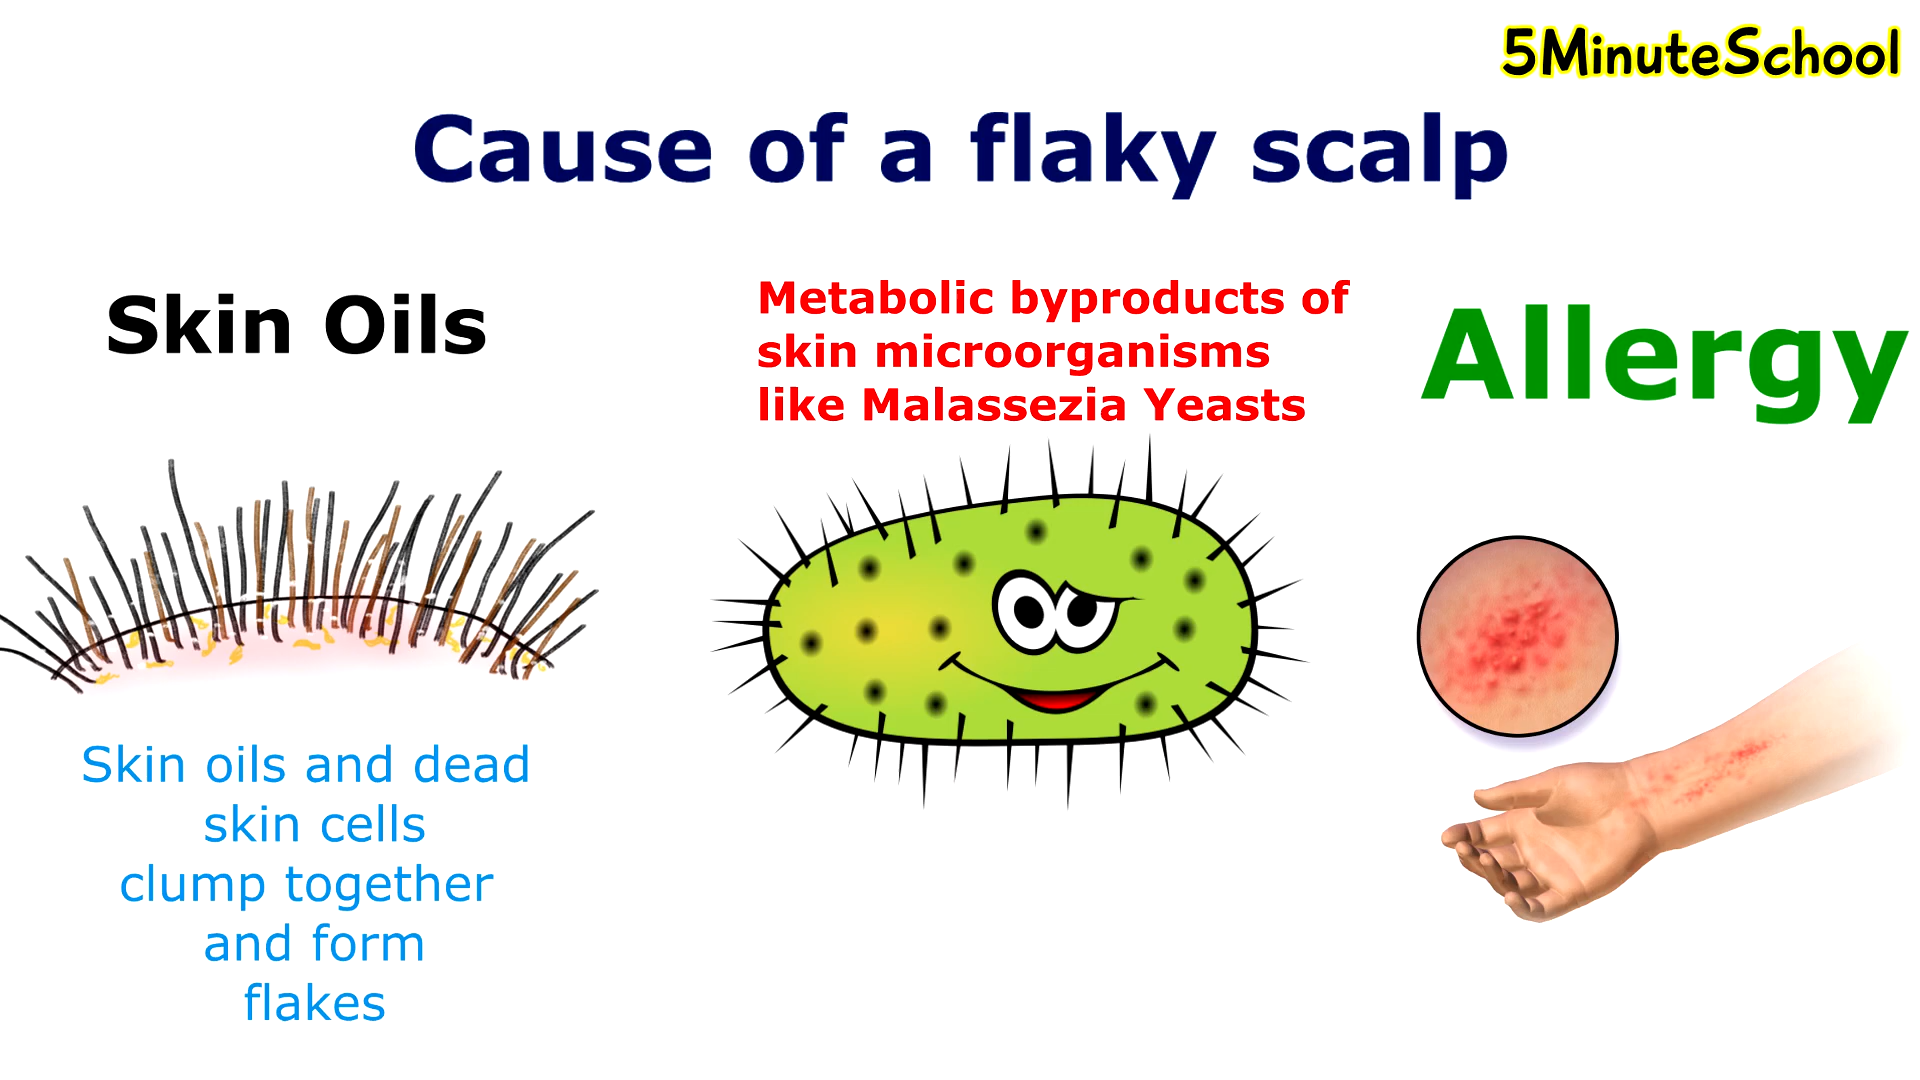 5MinuteSchool
Cause of a flaky scalp
Skin Oils
Metabolic byproducts of
skin microorganisms
like Malassezia Yeasts
Allergy
Skin oils and dead
skin cells
clump together
and form
flakes